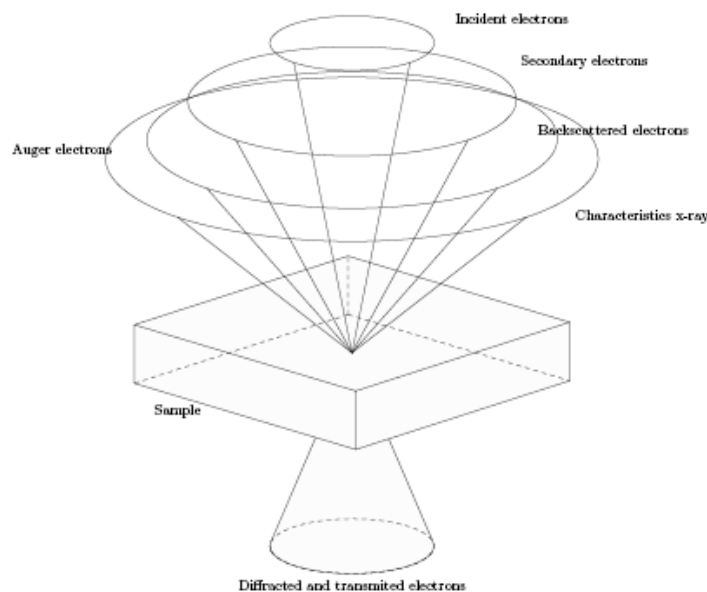 Incident electrons
Secondary electrons
Backscattered electrons
Auger electrons
Characteristics x-ray
Sample
Diffracted and transmited electrons